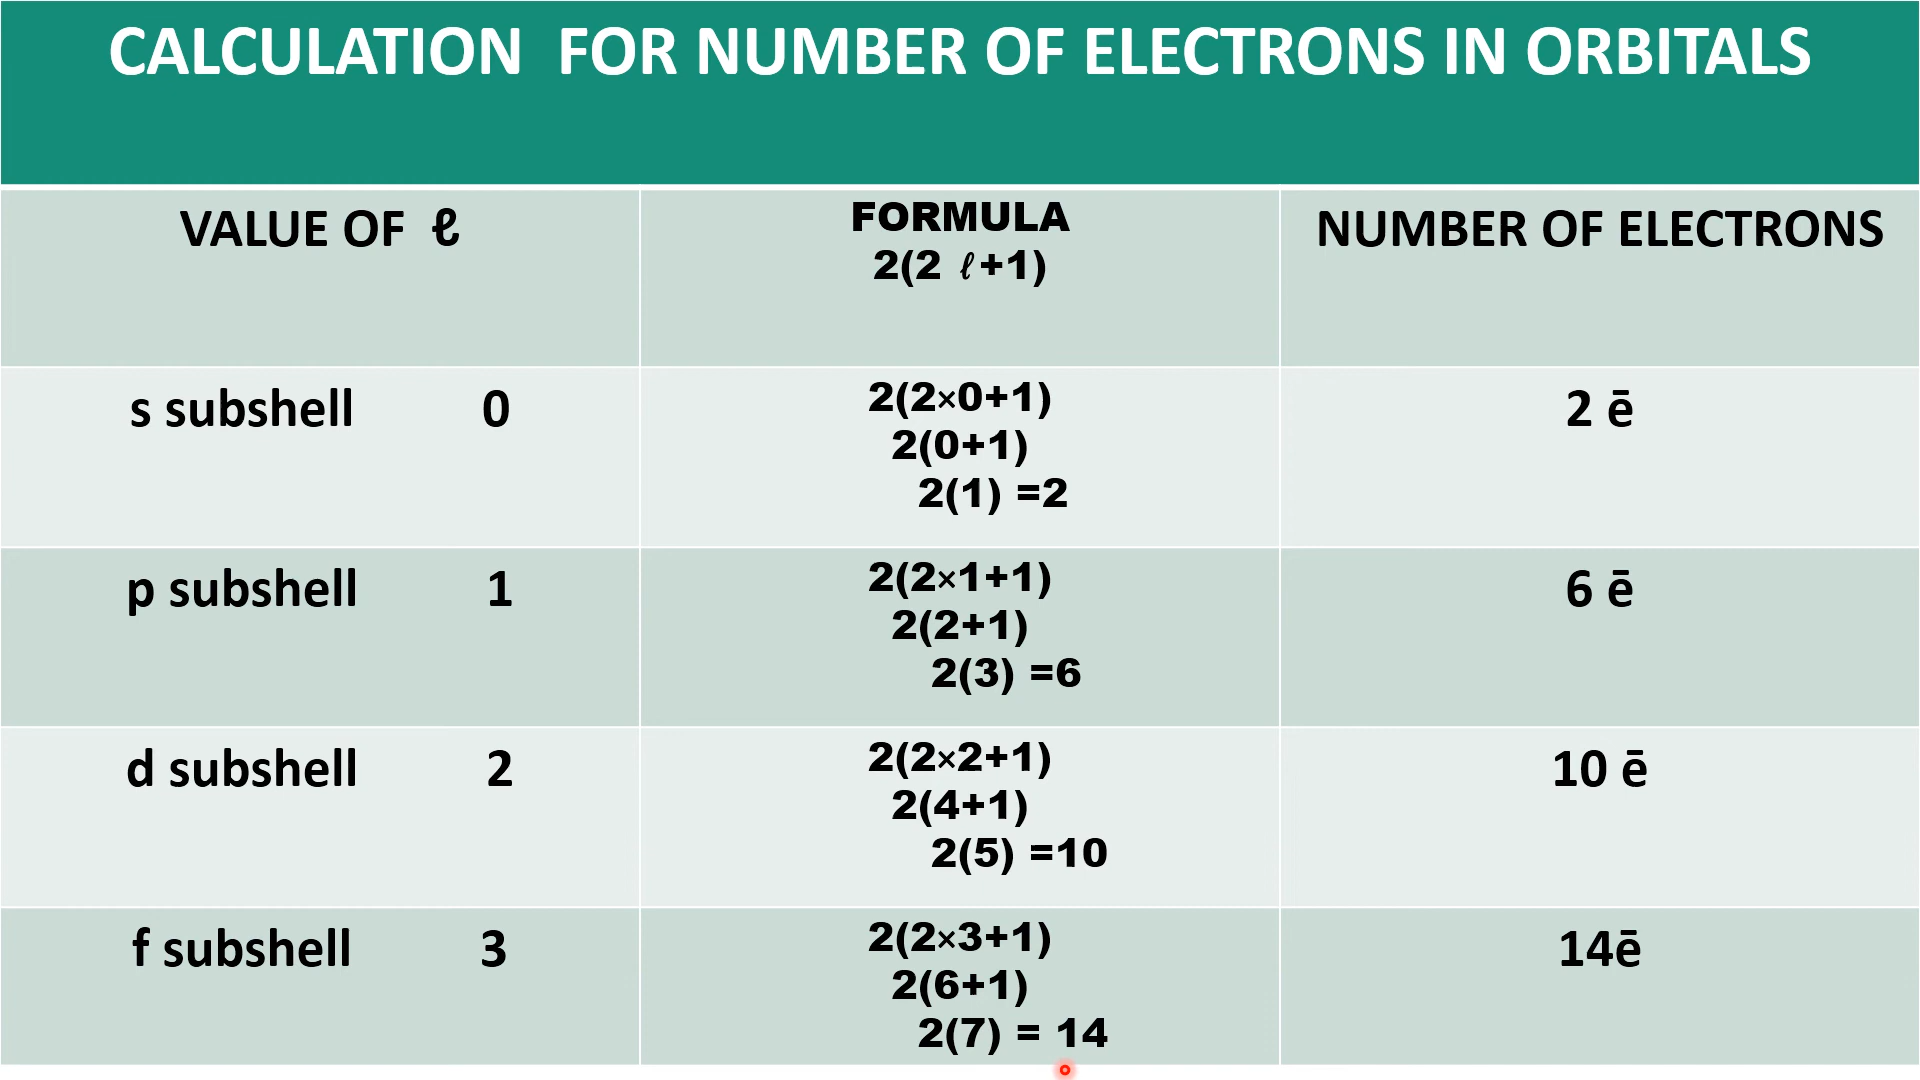 CALCULATION FOR NUMBER OF ELECTRONS IN ORBITALS
VALUE OF ℓ
FORMULA
2(2 ℓ+1)
NUMBER OF ELECTRONS
s subshell 0
2(2×0+1)
2(0+1)
2(1) =2
2 ē
p subshell 1
2(2×1+1)
2(2+1)
2(3) =6
6 ē
d subshell 2
2(2×2+1)
2(4+1)
2(5) =10
10 ē
f subshell 3
2(2×3+1)
2(6+1)
2(7) = 14
14ē